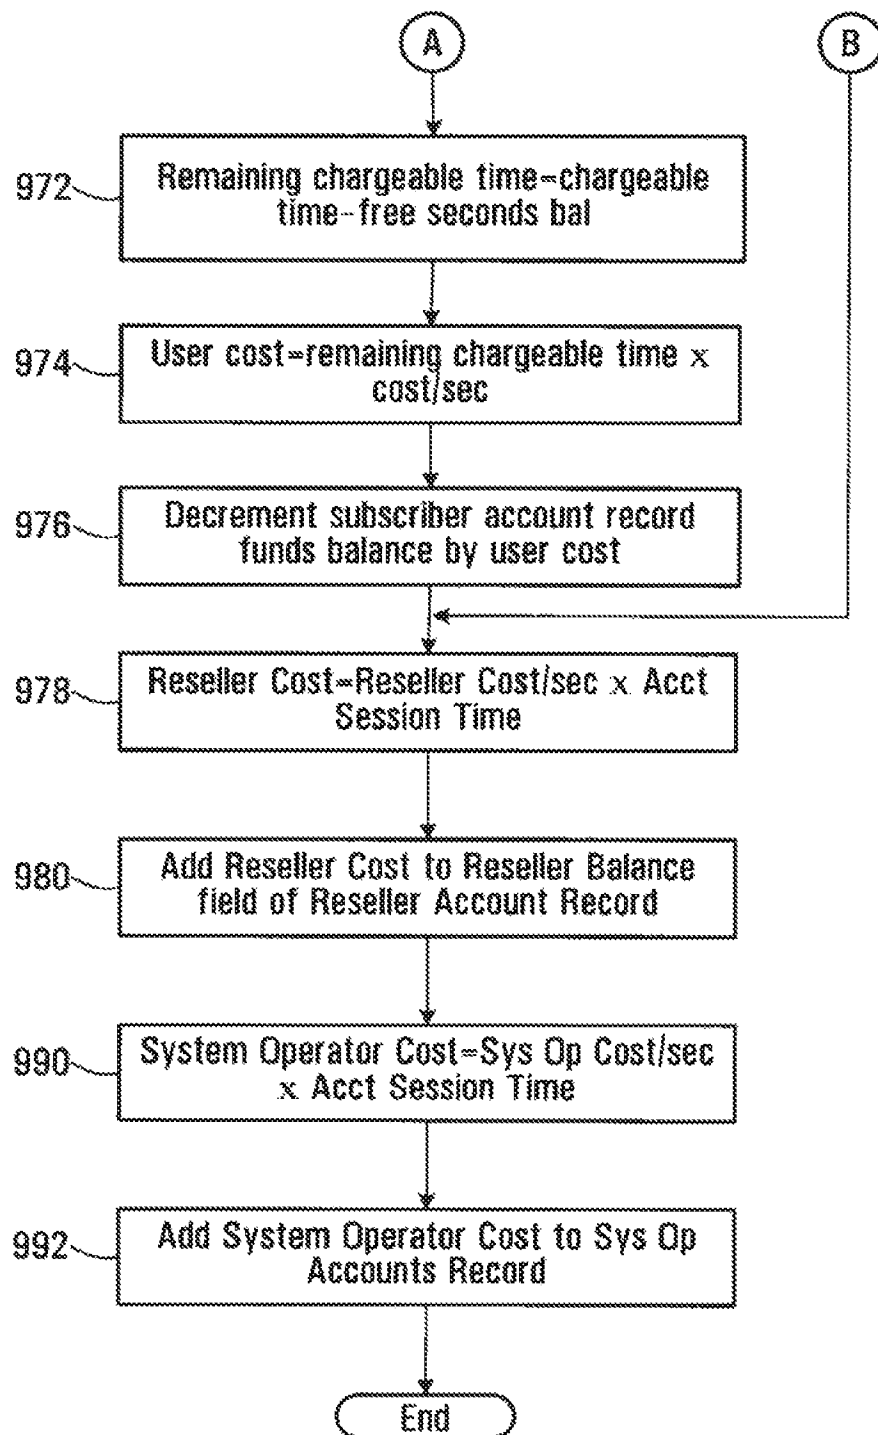 A
B
972
Remaining chargeable time=chargeable
time-free seconds bal
974
User cost=remaining chargeable time x
cost/sec
976
Decrement subscriber account record
funds balance by user cost
978
Reseller Cost=Reseller Cost/sec x Acct
Session Time
980
Add Reseller Cost to Reseller Balance
field of Reseller Account Record
990
System Operator Cost=Sys Op Cost/sec
x Acct Session Time
992
Add System Operator Cost to Sys Op
Accounts Record
End